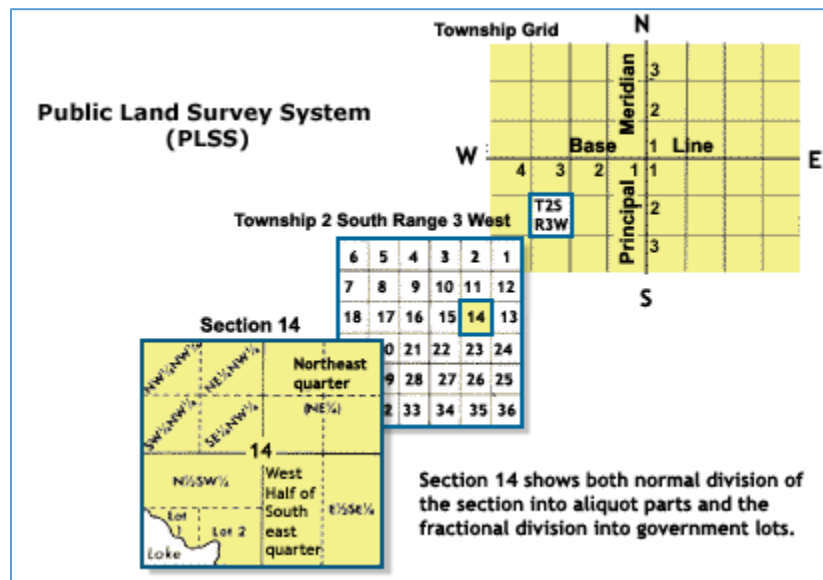 Township Grid
N
Public Land Survey System
(PLSS)
Meridian
3
2
1
W
Base Line
E
4 3 2 1 1
T2S
R3W
Principal
2
3
S
Township 2 South Range 3 West
6 5 4 3 2 1
7 8 9 10 11 12
18 17 16 15 14 13
0 21 22 23 24
9 28 27 26 25
2 33 34 35 36
Section 14
NW¼NW¼
NE¼NW¼
Northeast
quarter
(NE¼)
SW¼NW¼
SE¼NW¼
14
N½SW¼
West
Half of
South
east
quarter
E½SE¼
Lot
1
Lot 2
Lake
Section 14 shows both normal division of
the section into aliquot parts and the
fractional division into government lots.